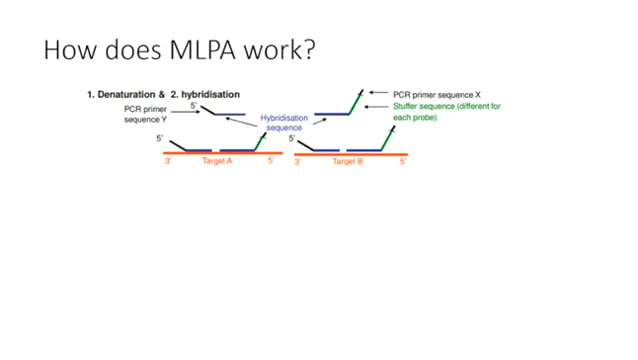 How does MLPA work?
1. Denaturation & 2. hybridisation
PCR primer
sequence Y
5'
Hybridisation
sequence
PCR primer sequence X
Stuffer sequence (different for
each probe)
5'
5'
3'
Target A
5'
3'
Target B
5'